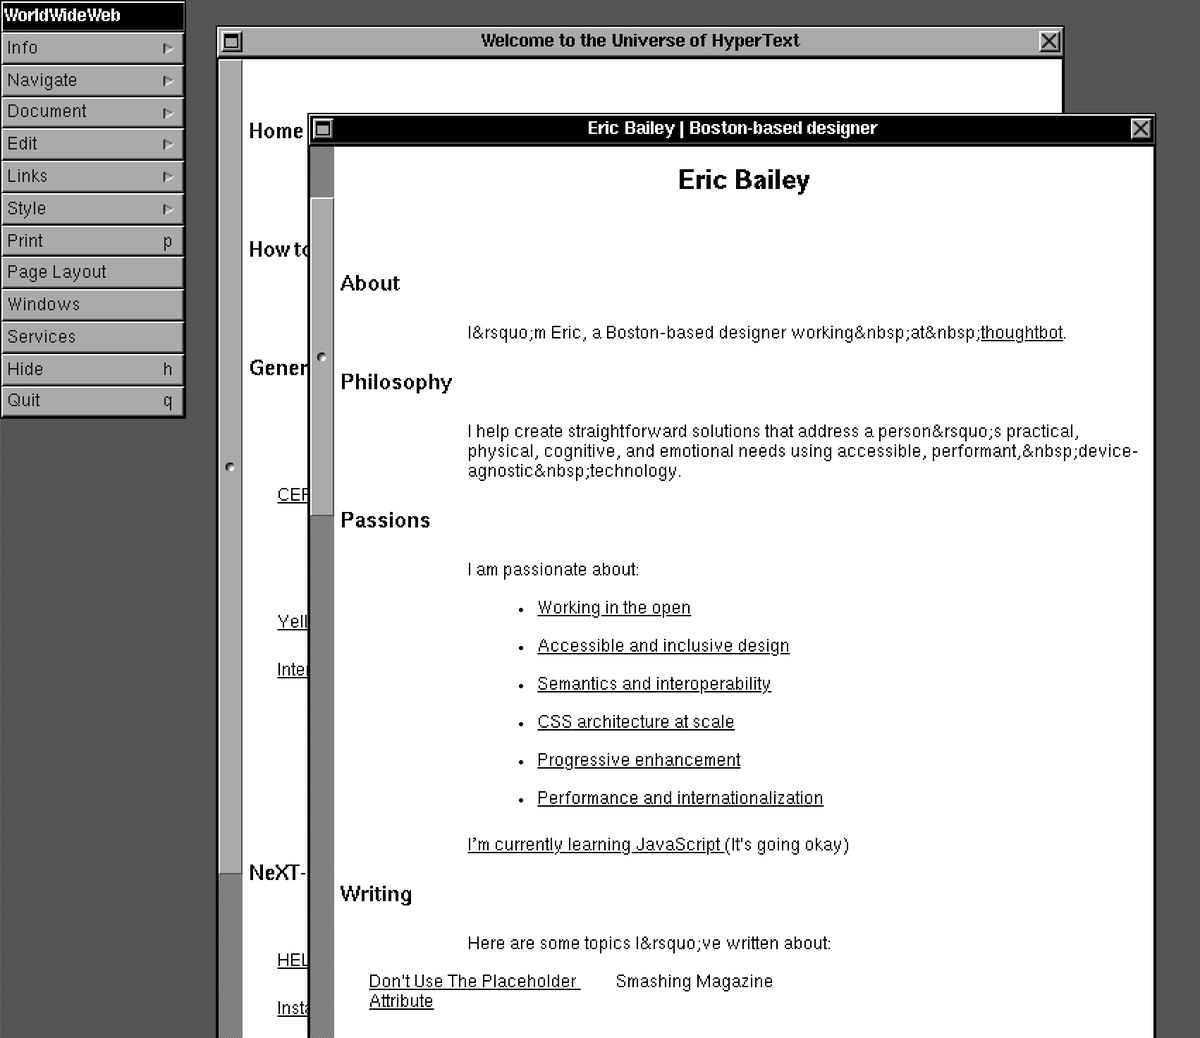 WorldWideWeb
Info
Navigate
Document
Edit
Links
Style
Print p
Page Layout
Windows
Services
Hide h
Quit q
Welcome to the Universe of HyperText
Home
How to
Gener
CER
Yell
Inter
NeXT-
HEL
Insta
Eric Bailey | Boston-based designer
Eric Bailey
About
I&rsquo;m Eric, a Boston-based designer working&nbsp;at&nbsp;thoughtbot.
Philosophy
I help create straightforward solutions that address a person&rsquo;s practical,
physical, cognitive, and emotional needs using accessible, performant,&nbsp;device-
agnostic&nbsp;technology.
Passions
I am passionate about:
• Working in the open
• Accessible and inclusive design
• Semantics and interoperability
• CSS architecture at scale
• Progressive enhancement
• Performance and internationalization
I'm currently learning JavaScript (It's going okay)
Writing
Here are some topics I&rsquo;ve written about:
Don't Use The Placeholder Smashing Magazine
Attribute